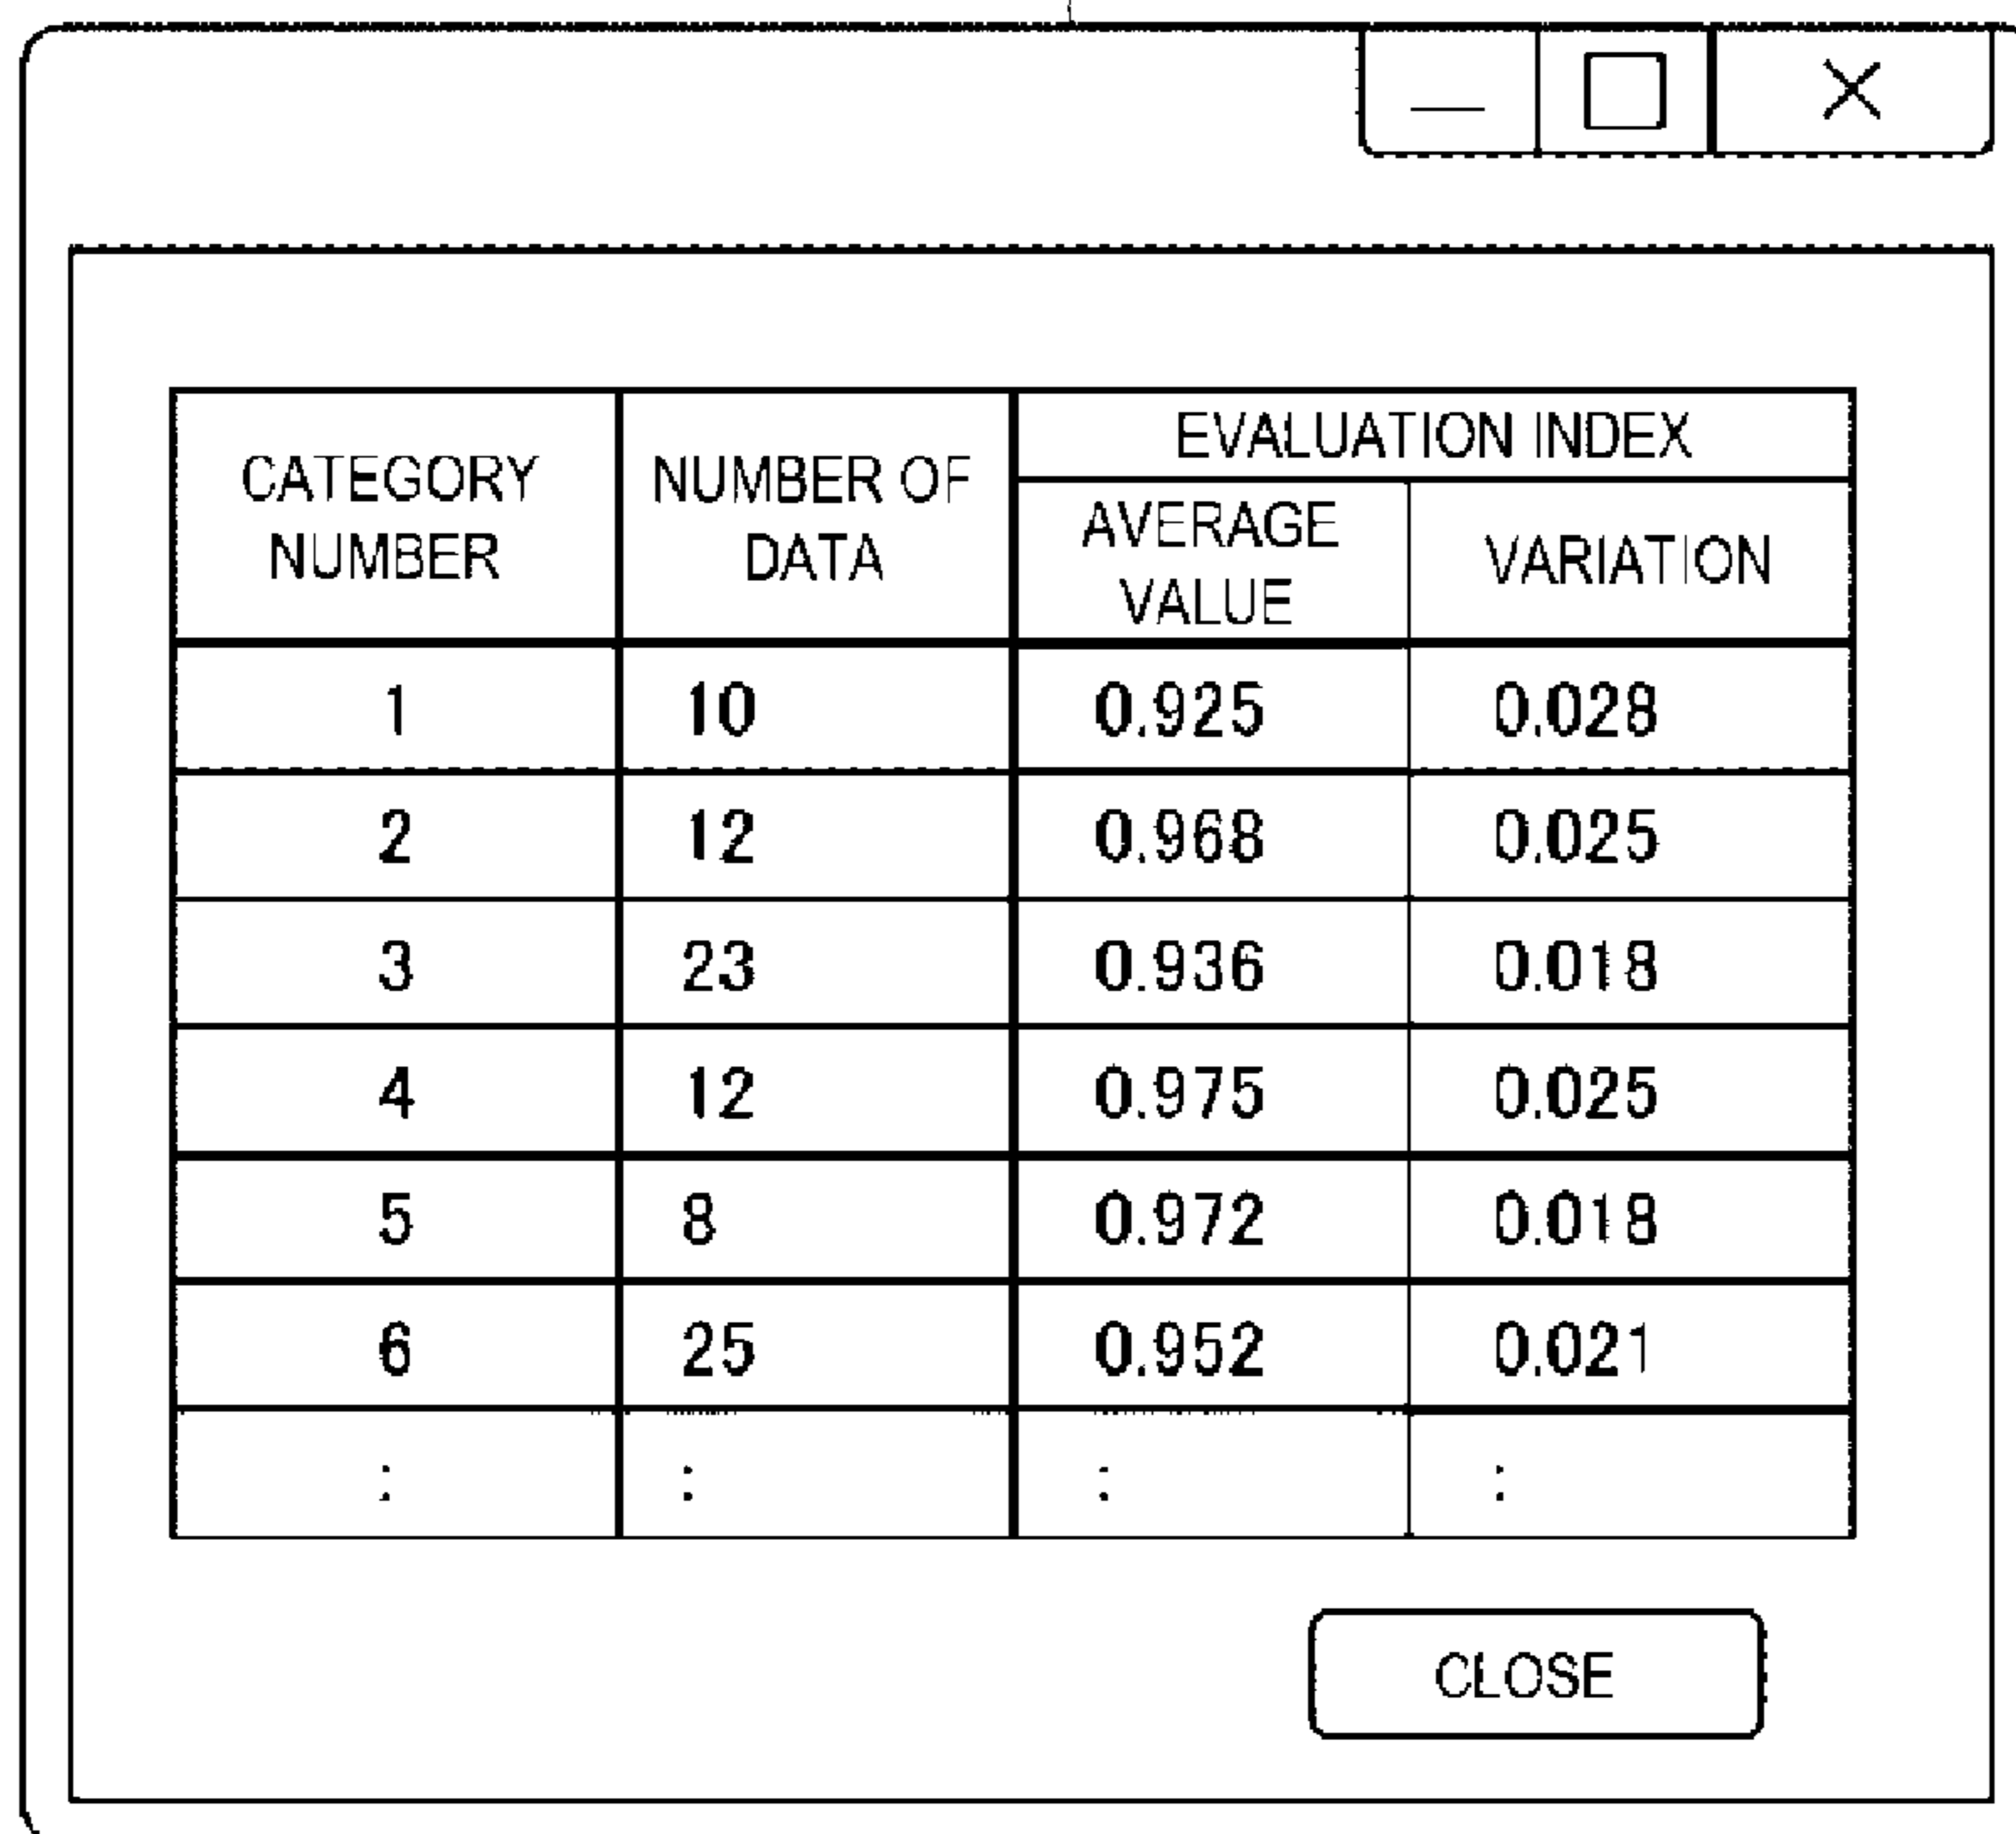 EVALUATION INDEX
CATEGORY NUMBER
NUMBER OF DATA
AVERAGE VALUE
VARIATION
1 10 0.925 0.028
2 12 0.968 0.025
3 23 0.936 0.018
4 12 0.975 0.025
5 8 0.972 0.018
6 25 0.952 0.021
: : : :
CLOSE